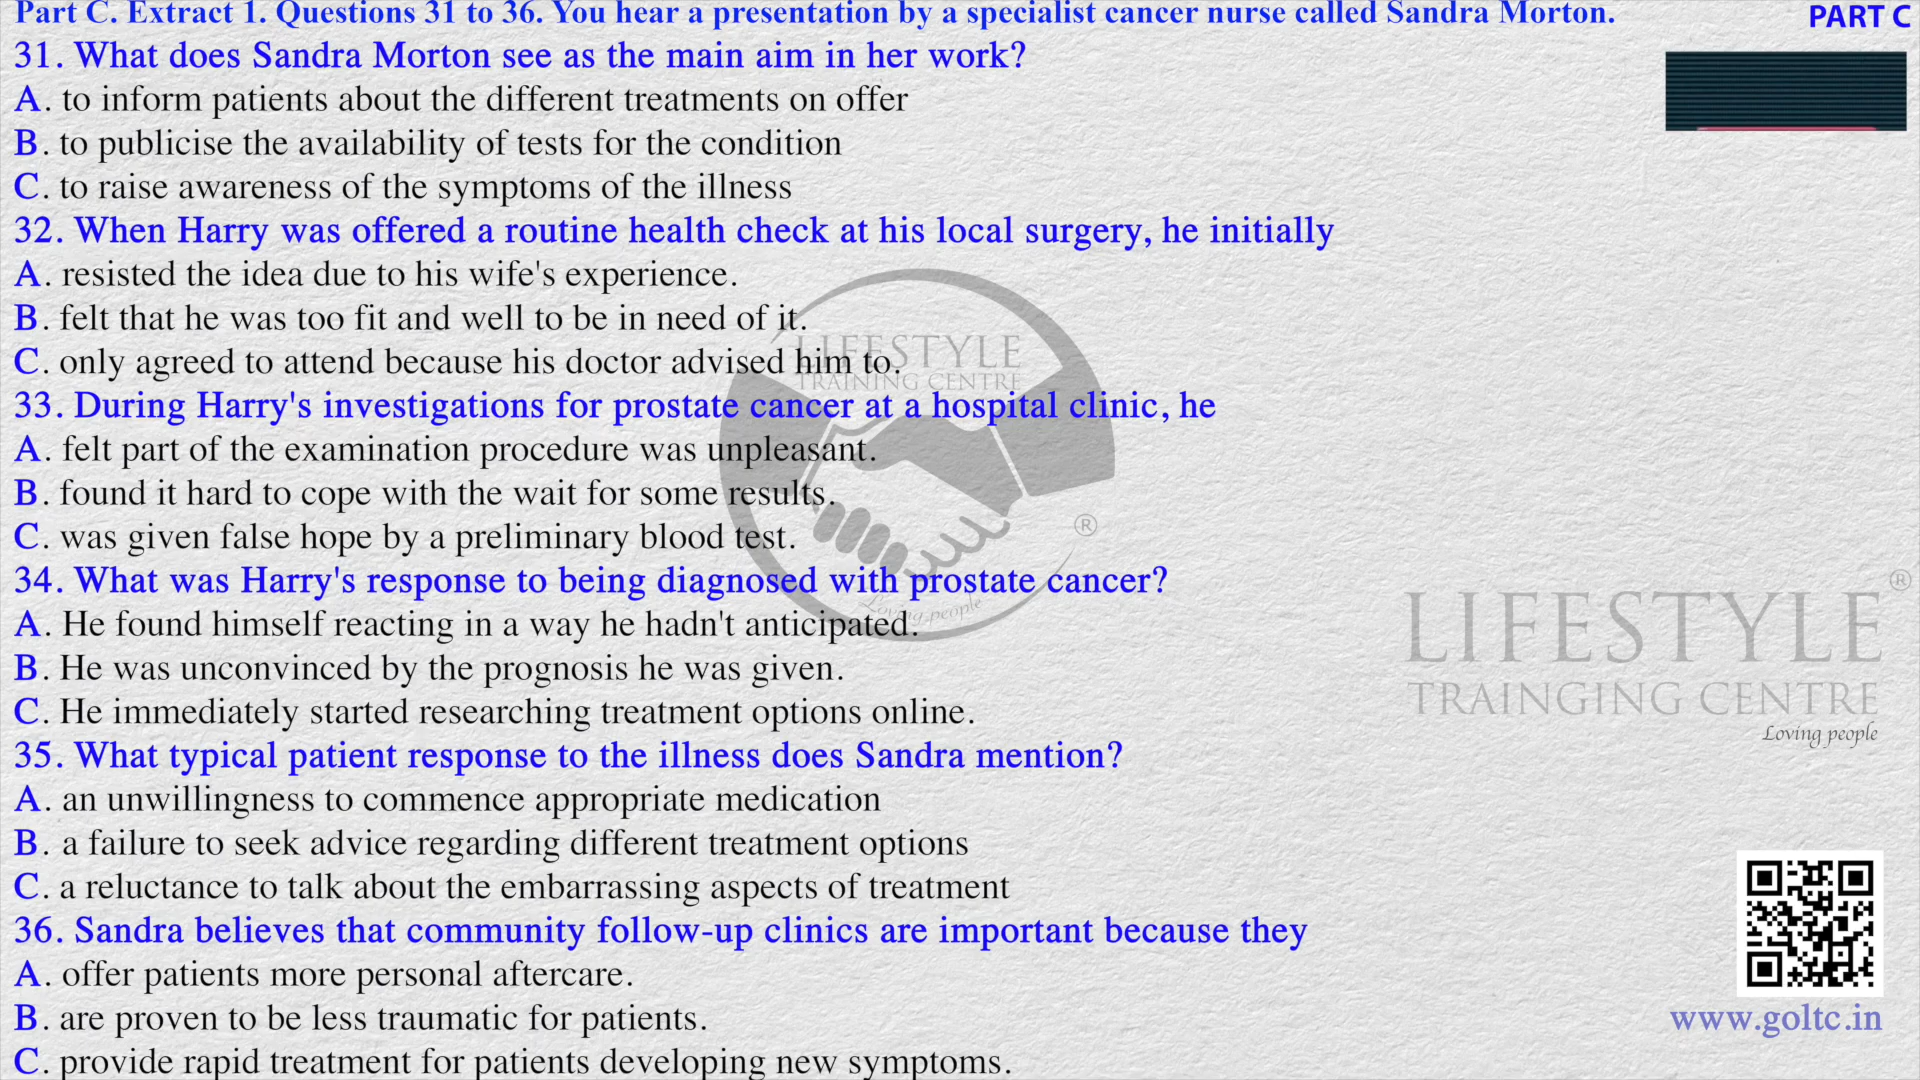 Part C. Extract 1. Questions 31 to 36. You hear a presentation by a specialist cancer nurse called Sandra Morton.
PART C
31. What does Sandra Morton see as the main aim in her work?
A. to inform patients about the different treatments on offer
B. to publicise the availability of tests for the condition
C. to raise awareness of the symptoms of the illness
32. When Harry was offered a routine health check at his local surgery, he initially
A. resisted the idea due to his wife's experience.
B. felt that he was too fit and well to be in need of it.
C. only agreed to attend because his doctor advised him to.
33. During Harry's investigations for prostate cancer at a hospital clinic, he
A. felt part of the examination procedure was unpleasant.
B. found it hard to cope with the wait for some results.
C. was given false hope by a preliminary blood test.
34. What was Harry's response to being diagnosed with prostate cancer?
A. He found himself reacting in a way he hadn't anticipated.
B. He was unconvinced by the prognosis he was given.
C. He immediately started researching treatment options online.
35. What typical patient response to the illness does Sandra mention?
A. an unwillingness to commence appropriate medication
B. a failure to seek advice regarding different treatment options
C. a reluctance to talk about the embarrassing aspects of treatment
36. Sandra believes that community follow-up clinics are important because they
A. offer patients more personal aftercare.
B. are proven to be less traumatic for patients.
C. provide rapid treatment for patients developing new symptoms.
LIFESTYLE
TRAINING CENTRE
®
Loving people
LIFESTYLE ®
TRAINGING CENTRE
Loving people
www.goltc.in